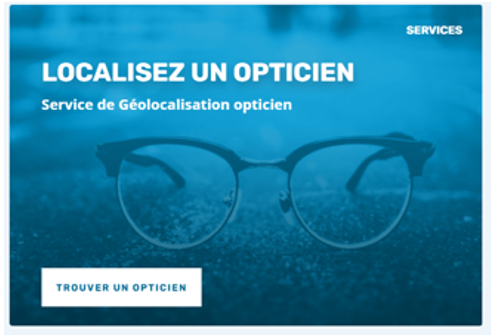 SERVICES
LOCALISEZ UN OPTICIEN
Service de Géolocalisation opticien
TROUVER UN OPTICIEN